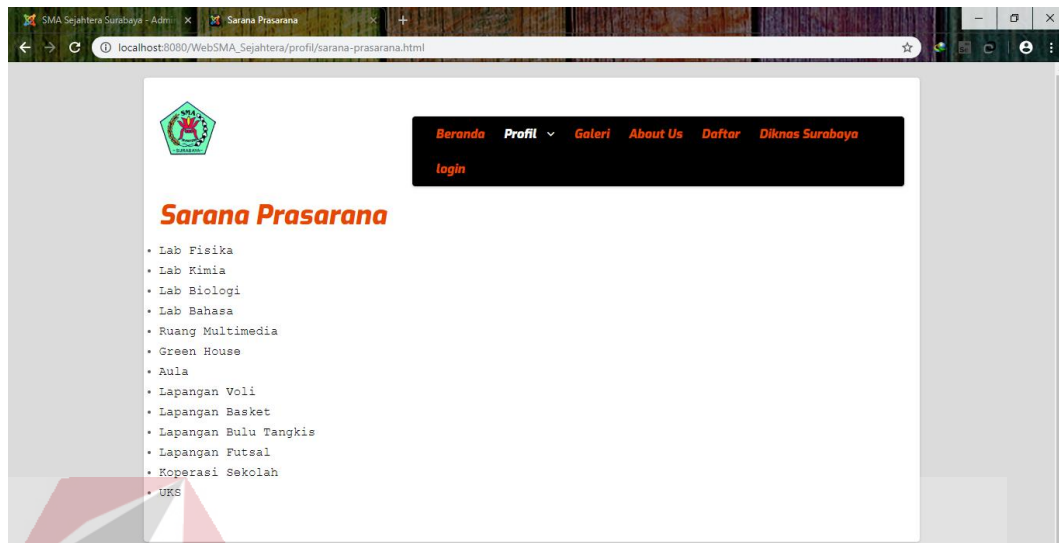 SMA Sejahtera Surabaya - Admi
Sarana Prasarana
localhost:8080/WebSMA_Sejahtera/profil/sarana-prasarana.html
SMA
SURABAYA
Beranda Profil Galeri About Us Daftar Diknas Surabaya
login
Sarana Prasarana
• Lab Fisika
• Lab Kimia
• Lab Biologi
• Lab Bahasa
• Ruang Multimedia
• Green House
• Aula
• Lapangan Voli
• Lapangan Basket
• Lapangan Bulu Tangkis
• Lapangan Futsal
• Koperasi Sekolah
• UKS